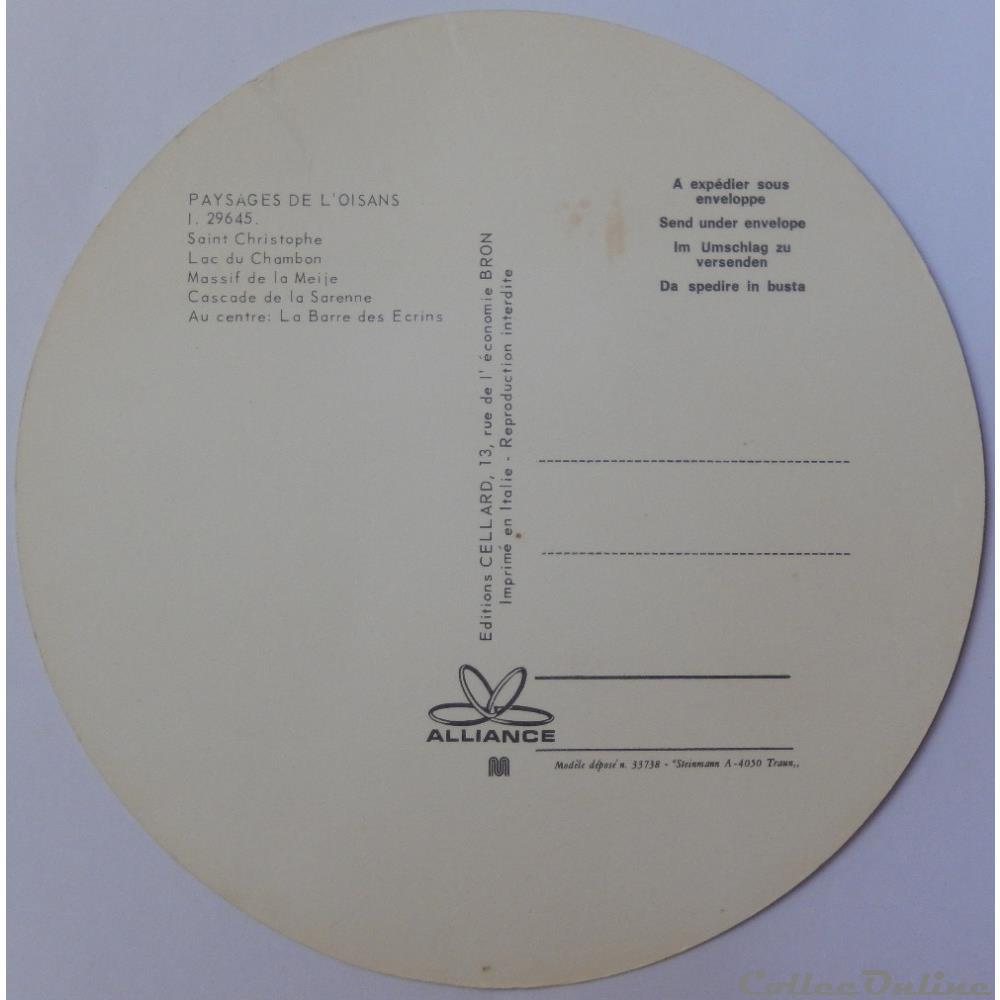 PAYSAGES DE L'OISANS
I. 29645.
Saint Christophe
Lac du Chambon
Massif de la Meije
Cascade de la Sarenne
Au centre: La Barre des Ecrins
A expédier sous
enveloppe
Send under envelope
Im Umschlag zu
versenden
Da spedire in busta
Editions CELLARD, 13, rue de l' économie BRON
Imprimé en Italie - Reproduction interdite
ALLIANCE
M
Modèle déposé n. 33738 - "Steinmann A-4050 Traun,,
CollecOnline